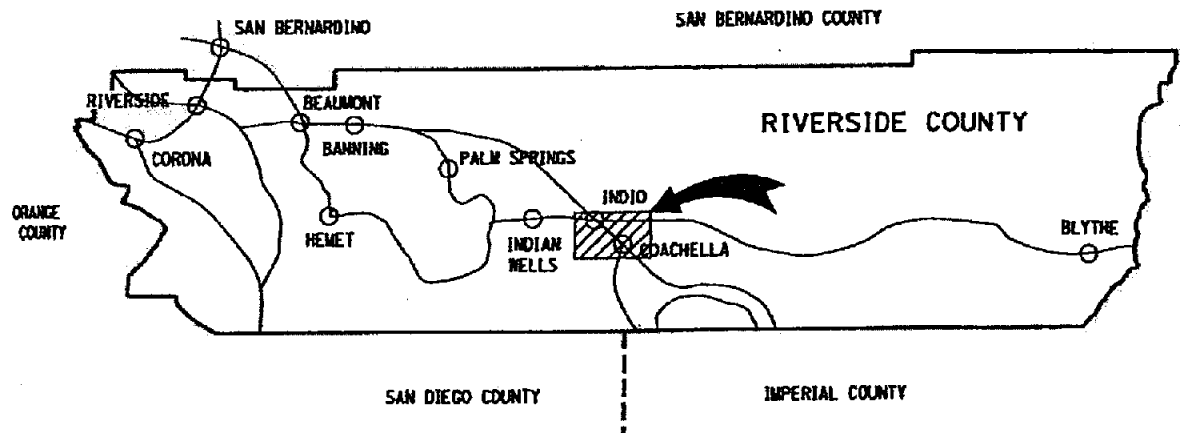 SAN BERNARDINO COUNTY
SAN BERNARDINO
RIVERSIDE
BEAUMONT
RIVERSIDE COUNTY
CORONA
BANNING
PALM SPRINGS
INDIO
ORANGE
COUNTY
HEMET
INDIAN
WELLS
COACHELLA
BLYTHE
SAN DIEGO COUNTY
IMPERIAL COUNTY